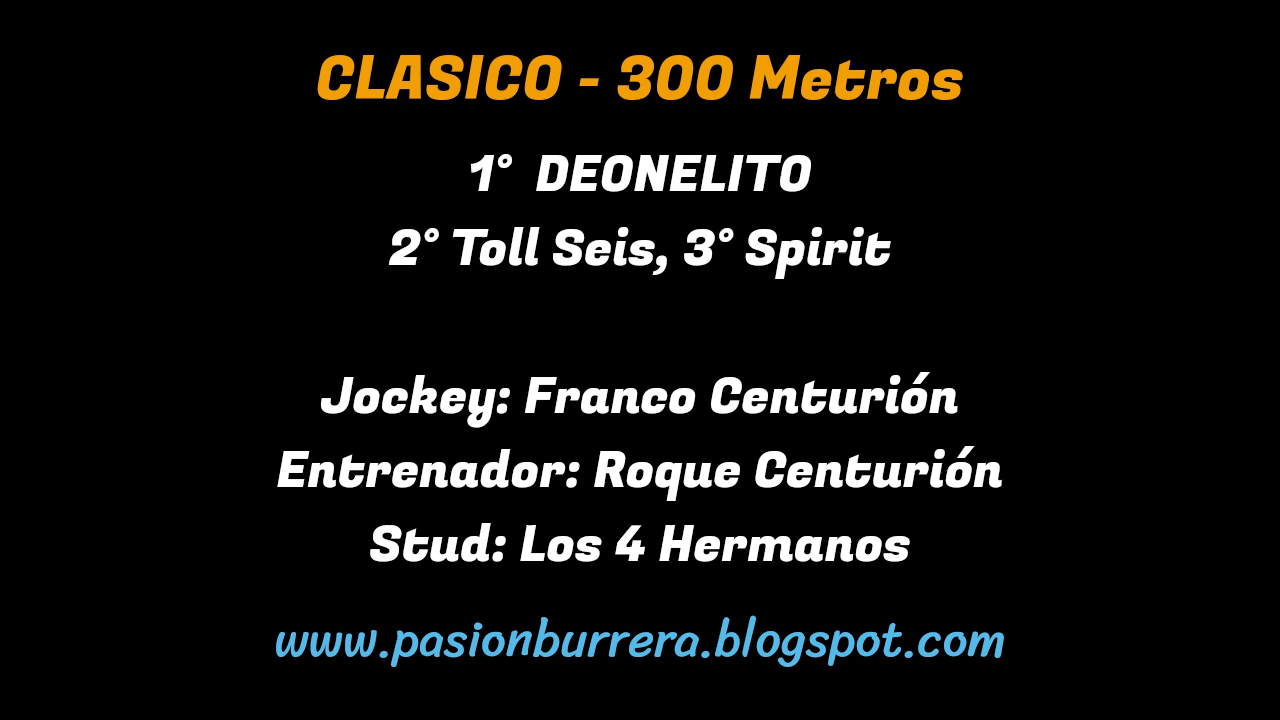 CLASICO - 300 Metros
1° DEONELITO
2° Toll Seis, 3° Spirit
Jockey: Franco Centurión
Entrenador: Roque Centurión
Stud: Los 4 Hermanos
www.pasionburrera.blogspot.com